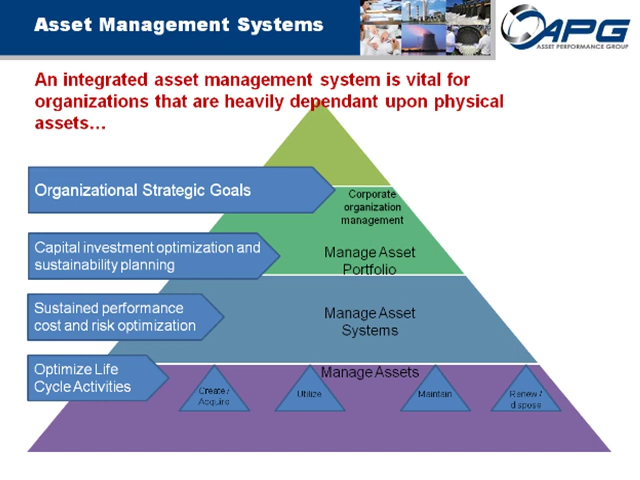 Asset Management Systems
APG
ASSET PERFORMANCE GROUP
An integrated asset management system is vital for
organizations that are heavily dependant upon physical
assets…
Organizational Strategic Goals
Corporate
organization
management
Capital investment optimization and
sustainability planning
Manage Asset
Portfolio
Sustained performance
cost and risk optimization
Manage Asset
Systems
Optimize Life
Cycle Activities
Manage Assets
Create /
Acquire
Utilize
Maintain
Renew /
dispose